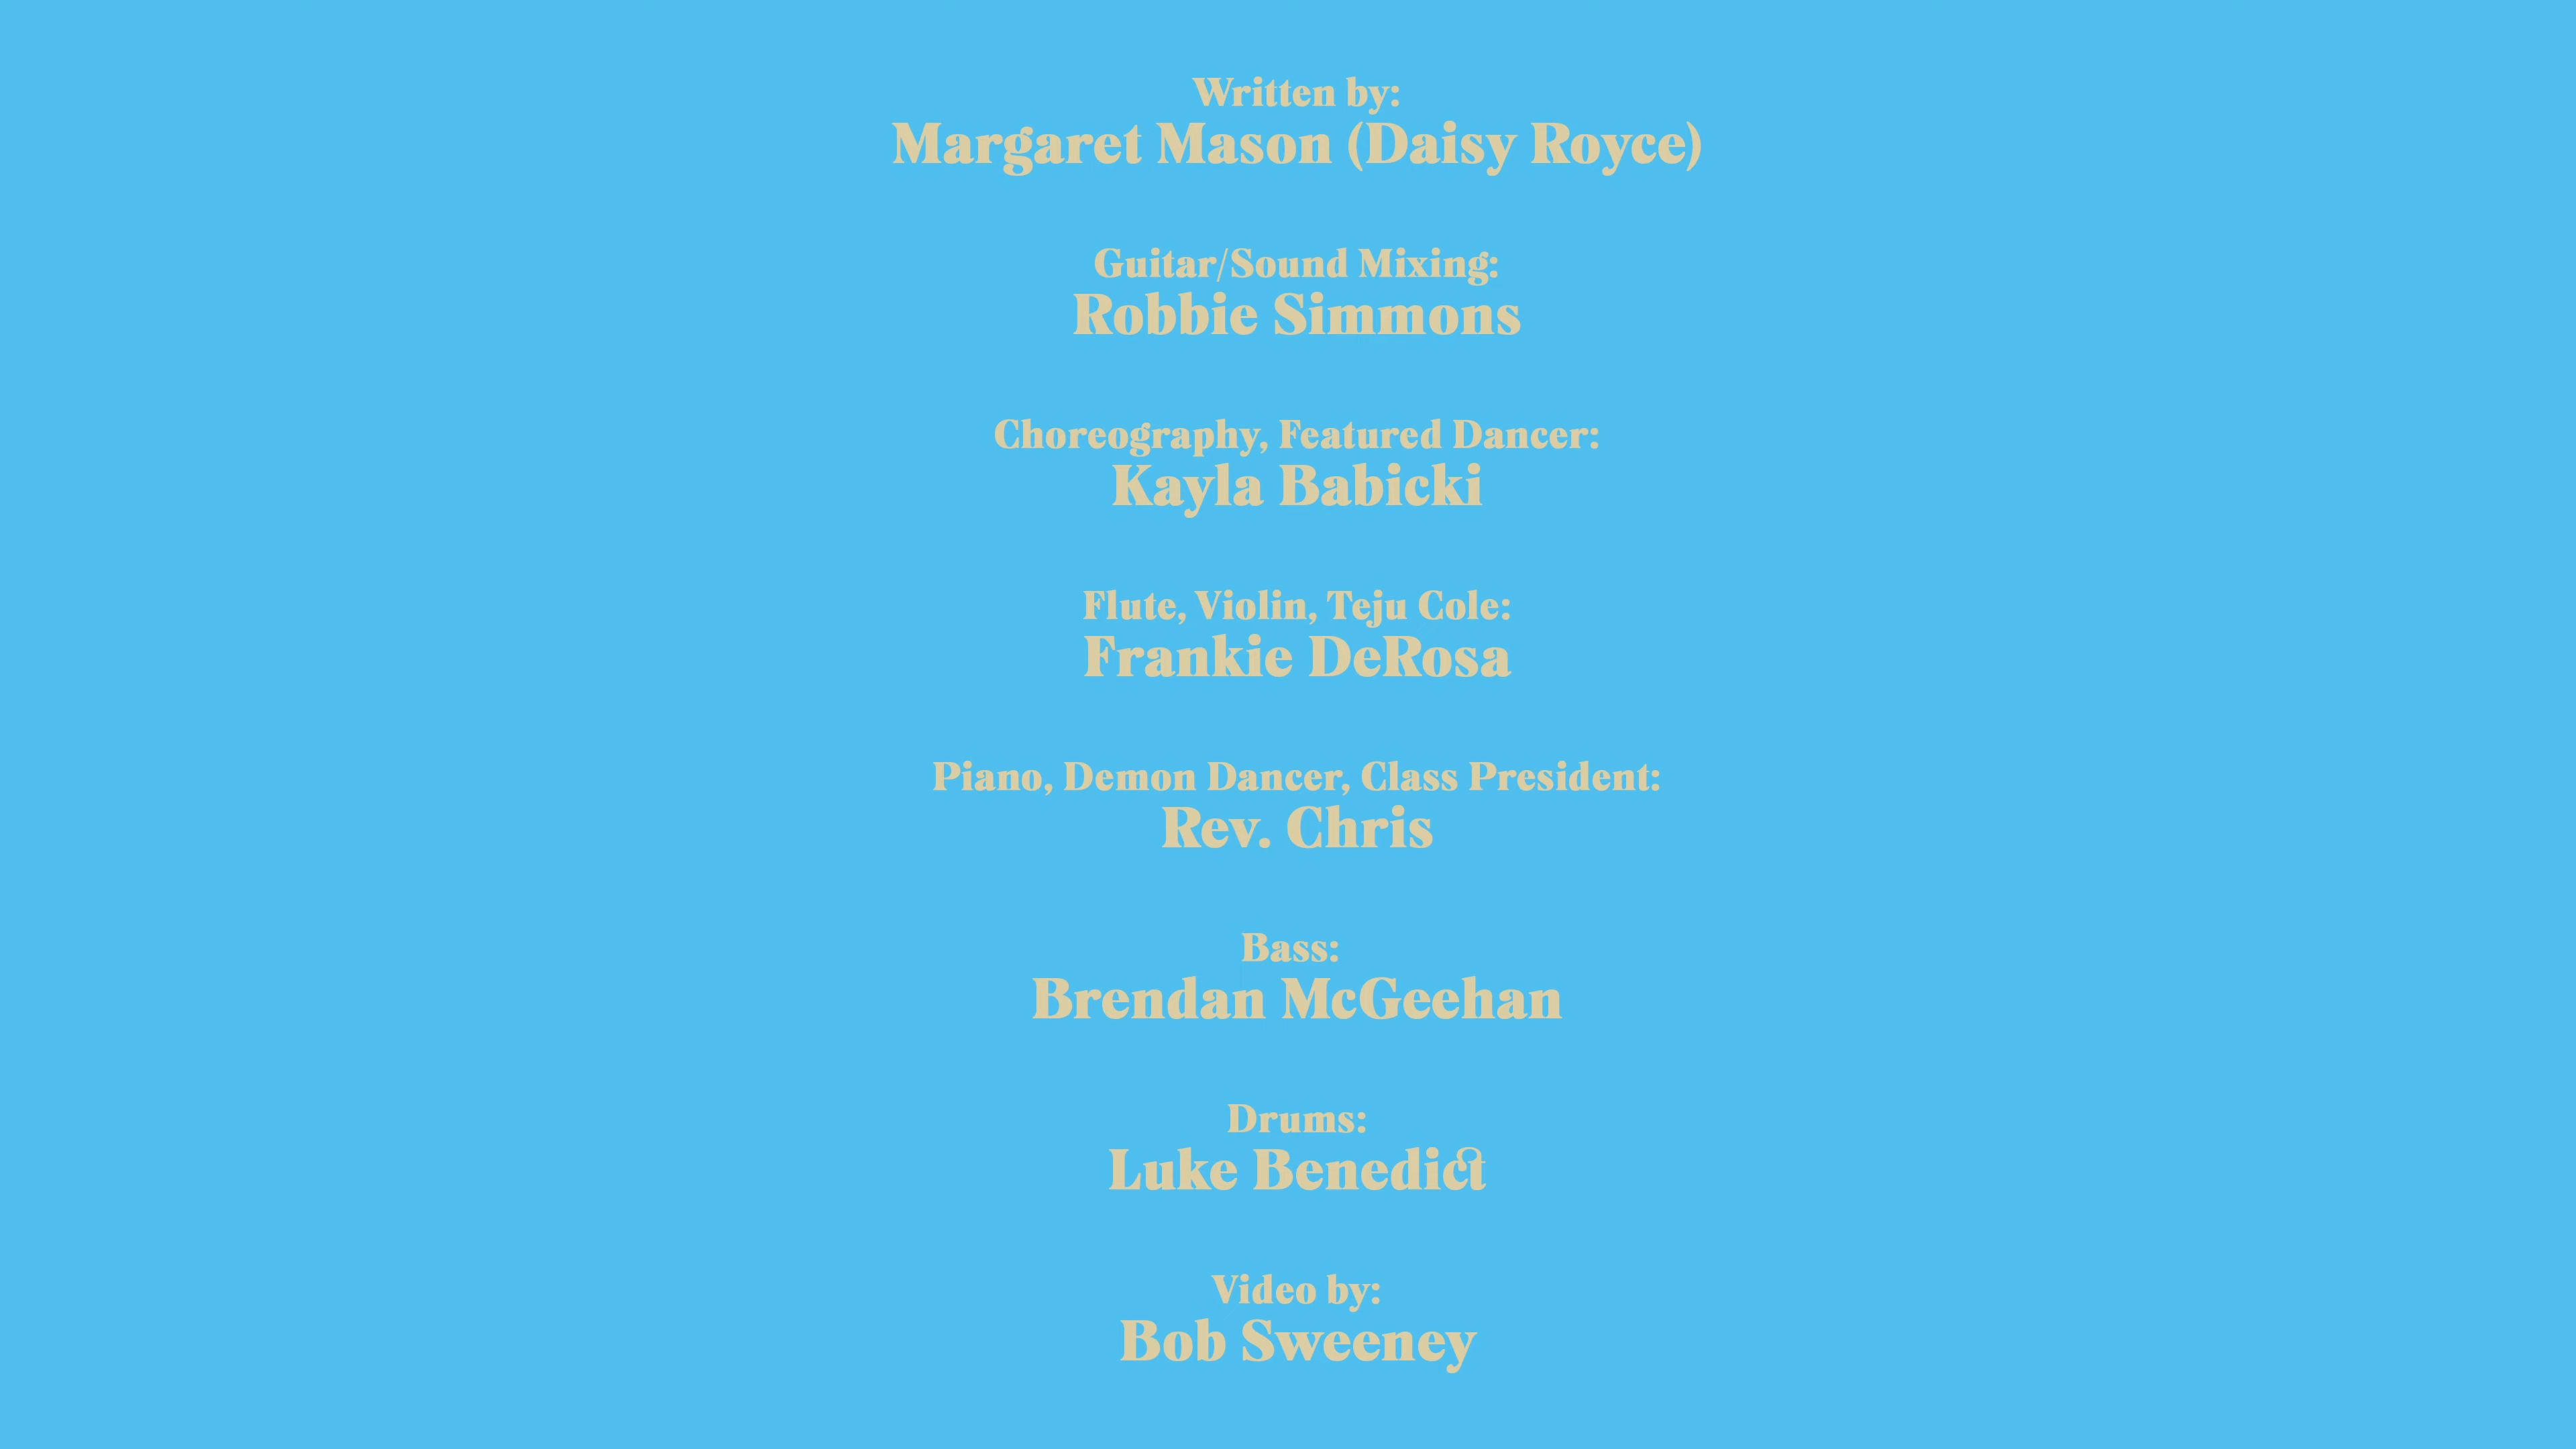 Written by:
Margaret Mason (Daisy Royce)
Guitar/Sound Mixing:
Robbie Simmons
Choreography, Featured Dancer:
Kayla Babicki
Flute, Violin, Teju Cole:
Frankie DeRosa
Piano, Demon Dancer, Class President:
Rev. Chris
Bass:
Brendan McGeehan
Drums:
Luke Benedict
Video by:
Bob Sweeney